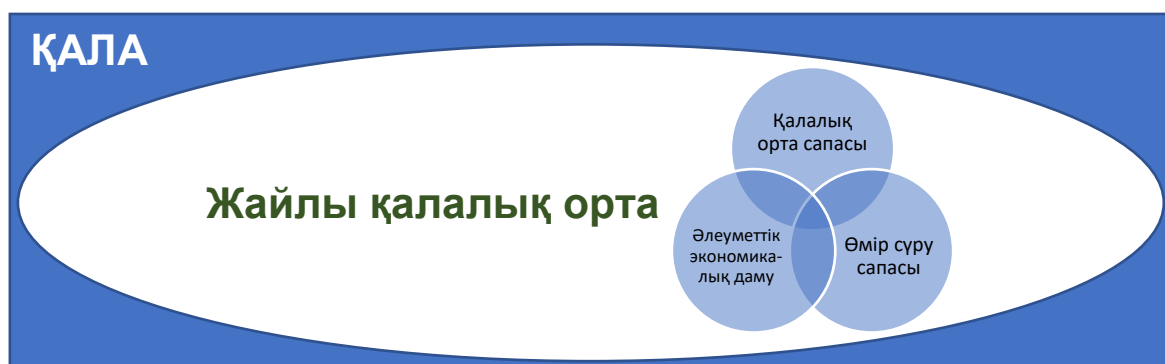 ҚАЛА
Қалалық
орта сапасы
Жайлы қалалық орта
Әлеуметтік
экономика-
лық даму
Өмір сүру
сапасы